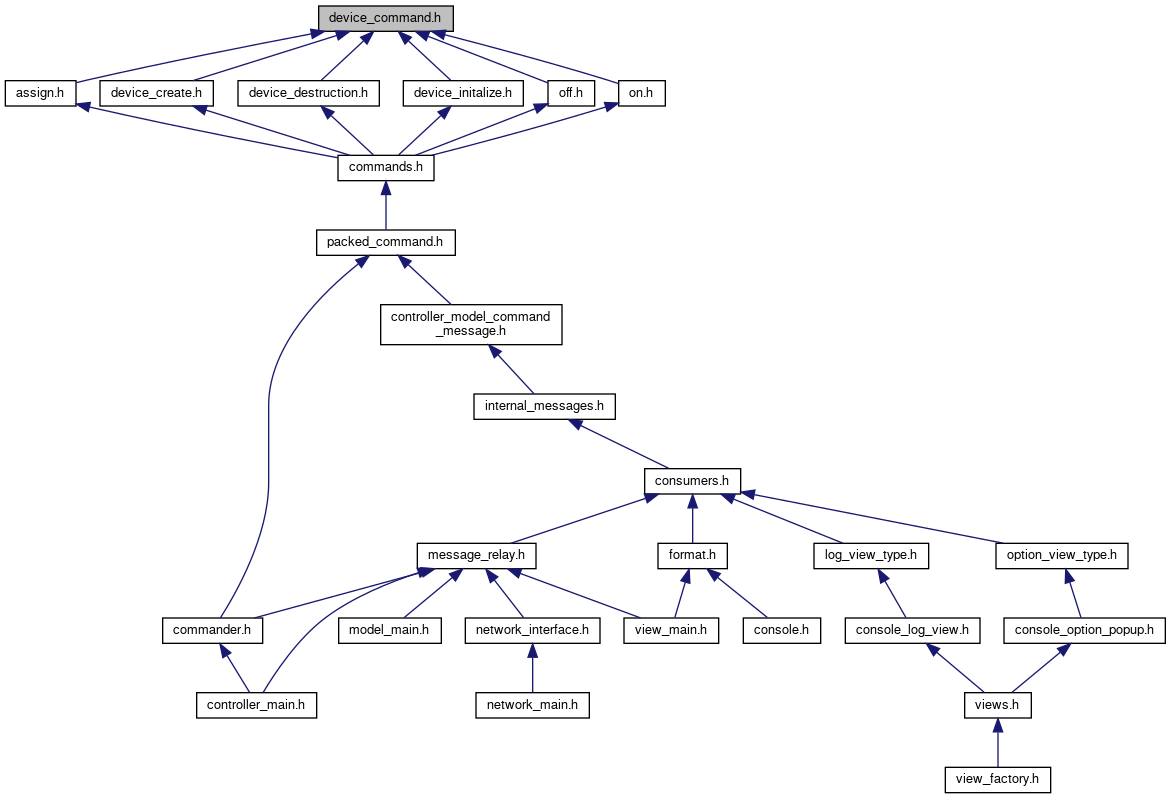 device_command.h
assign.h
device_create.h
device_destruction.h
device_initalize.h
off.h
on.h
commands.h
packed_command.h
controller_model_command
_message.h
internal_messages.h
consumers.h
message_relay.h
format.h
log_view_type.h
option_view_type.h
commander.h
model_main.h
network_interface.h
view_main.h
console.h
console_log_view.h
console_option_popup.h
controller_main.h
network_main.h
views.h
view_factory.h